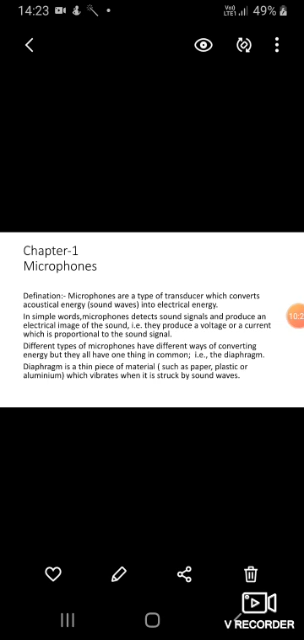 14:23
Vo)
LTE1
49%
Chapter-1
Microphones
Defination:- Microphones are a type of transducer which converts
acoustical energy (sound waves) into electrical energy.
In simple words,microphones detects sound signals and produce an
electrical image of the sound, i.e. they produce a voltage or a current
which is proportional to the sound signal.
10:2
Different types of microphones have different ways of converting
energy but they all have one thing in common; i.e., the diaphragm.
Diaphragm is a thin piece of material ( such as paper, plastic or
aluminium) which vibrates when it is struck by sound waves.
V RECORDER